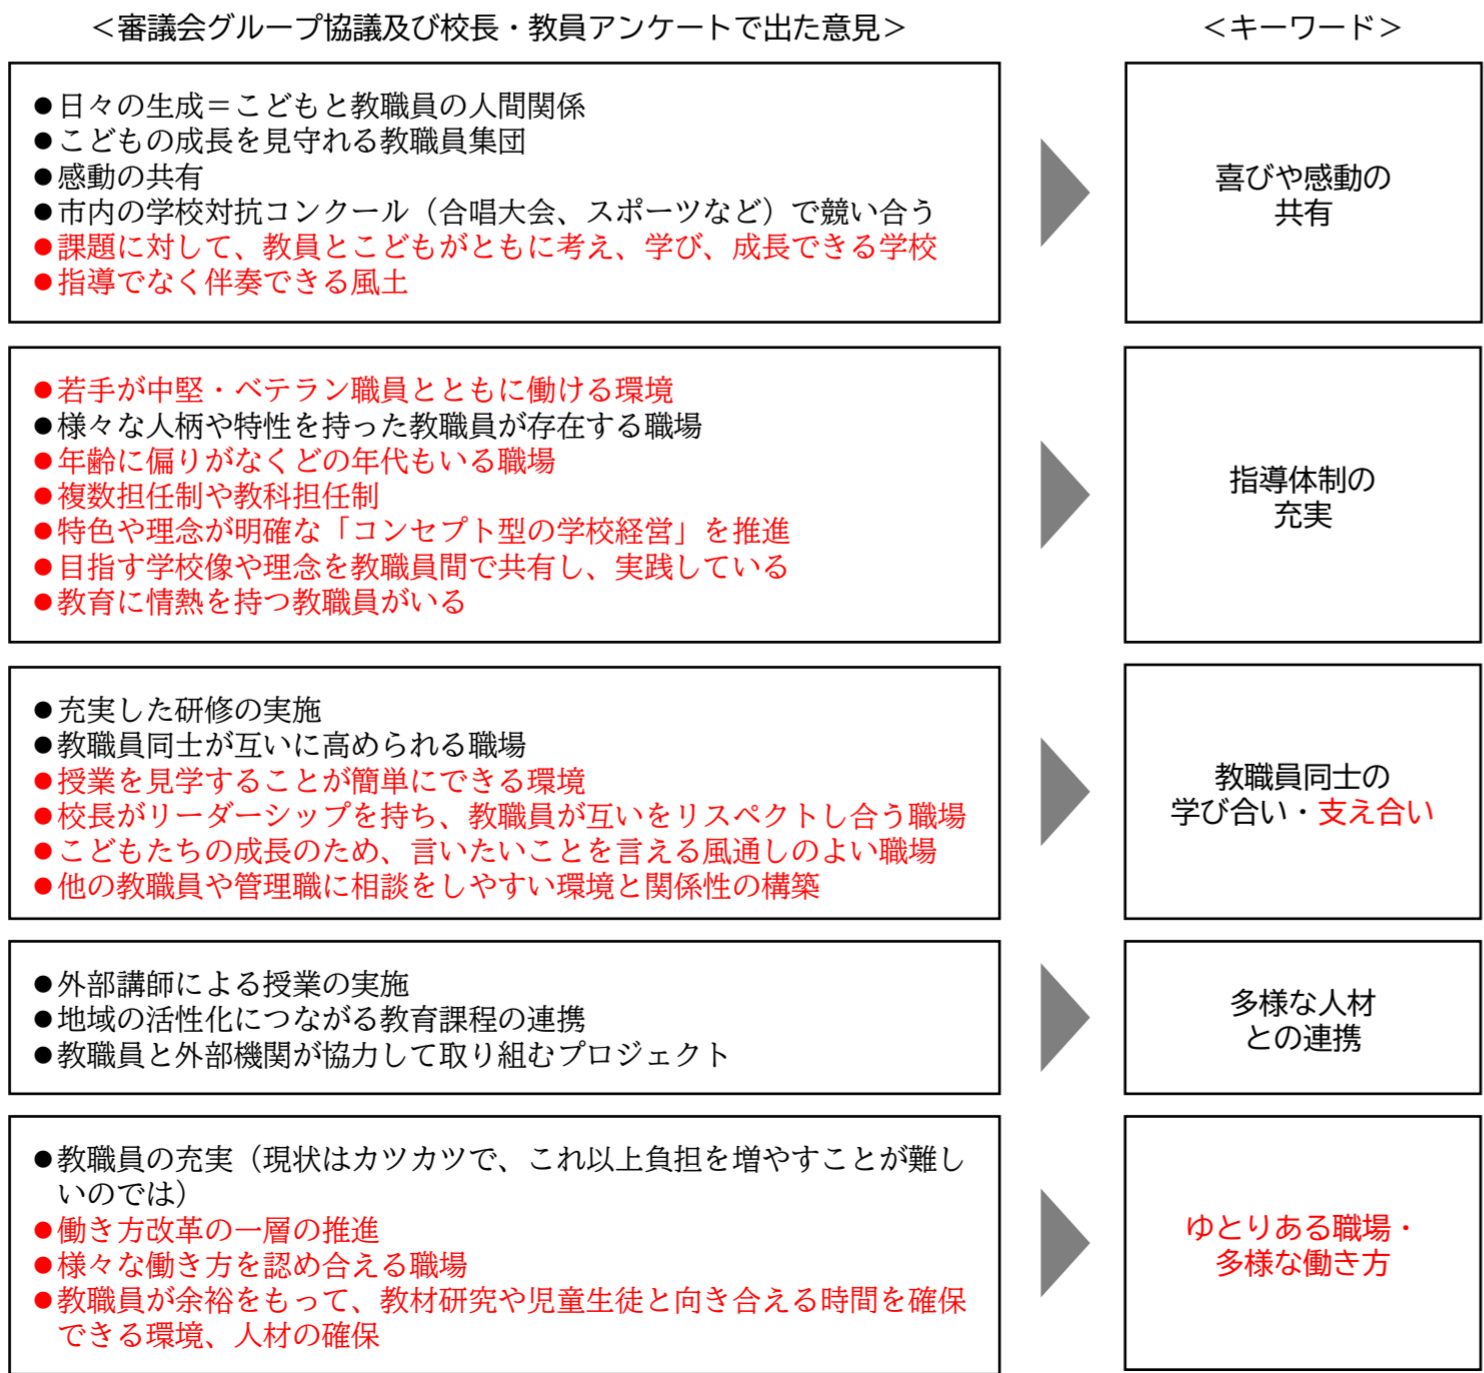 ＜審議会グループ協議及び校長・教員アンケートで出た意見＞
＜キーワード＞
●日々の生成＝こどもと教職員の人間関係
●こどもの成長を見守れる教職員集団
●感動の共有
●市内の学校対抗コンクール（合唱大会、スポーツなど）で競い合う
●課題に対して、教員とこどもがともに考え、学び、成長できる学校
●指導でなく伴奏できる風土
喜びや感動の
共有
●若手が中堅・ベテラン職員とともに働ける環境
●様々な人柄や特性を持った教職員が存在する職場
●年齢に偏りがなくどの年代もいる職場
●複数担任制や教科担任制
●特色や理念が明確な「コンセプト型の学校経営」を推進
●目指す学校像や理念を教職員間で共有し、実践している
●教育に情熱を持つ教職員がいる
指導体制の
充実
●充実した研修の実施
●教職員同士が互いに高められる職場
●授業を見学することが簡単にできる環境
●校長がリーダーシップを持ち、教職員が互いをリスペクトし合う職場
●こどもたちの成長のため、言いたいことを言える風通しのよい職場
●他の教職員や管理職に相談をしやすい環境と関係性の構築
教職員同士の
学び合い・支え合い
●外部講師による授業の実施
●地域の活性化につながる教育課程の連携
●教職員と外部機関が協力して取り組むプロジェクト
多様な人材
との連携
●教職員の充実（現状はカツカツで、これ以上負担を増やすことが難し
いのでは）
●働き方改革の一層の推進
●様々な働き方を認め合える職場
●教職員が余裕をもって、教材研究や児童生徒と向き合える時間を確保
できる環境、人材の確保
ゆとりある職場・
多様な働き方